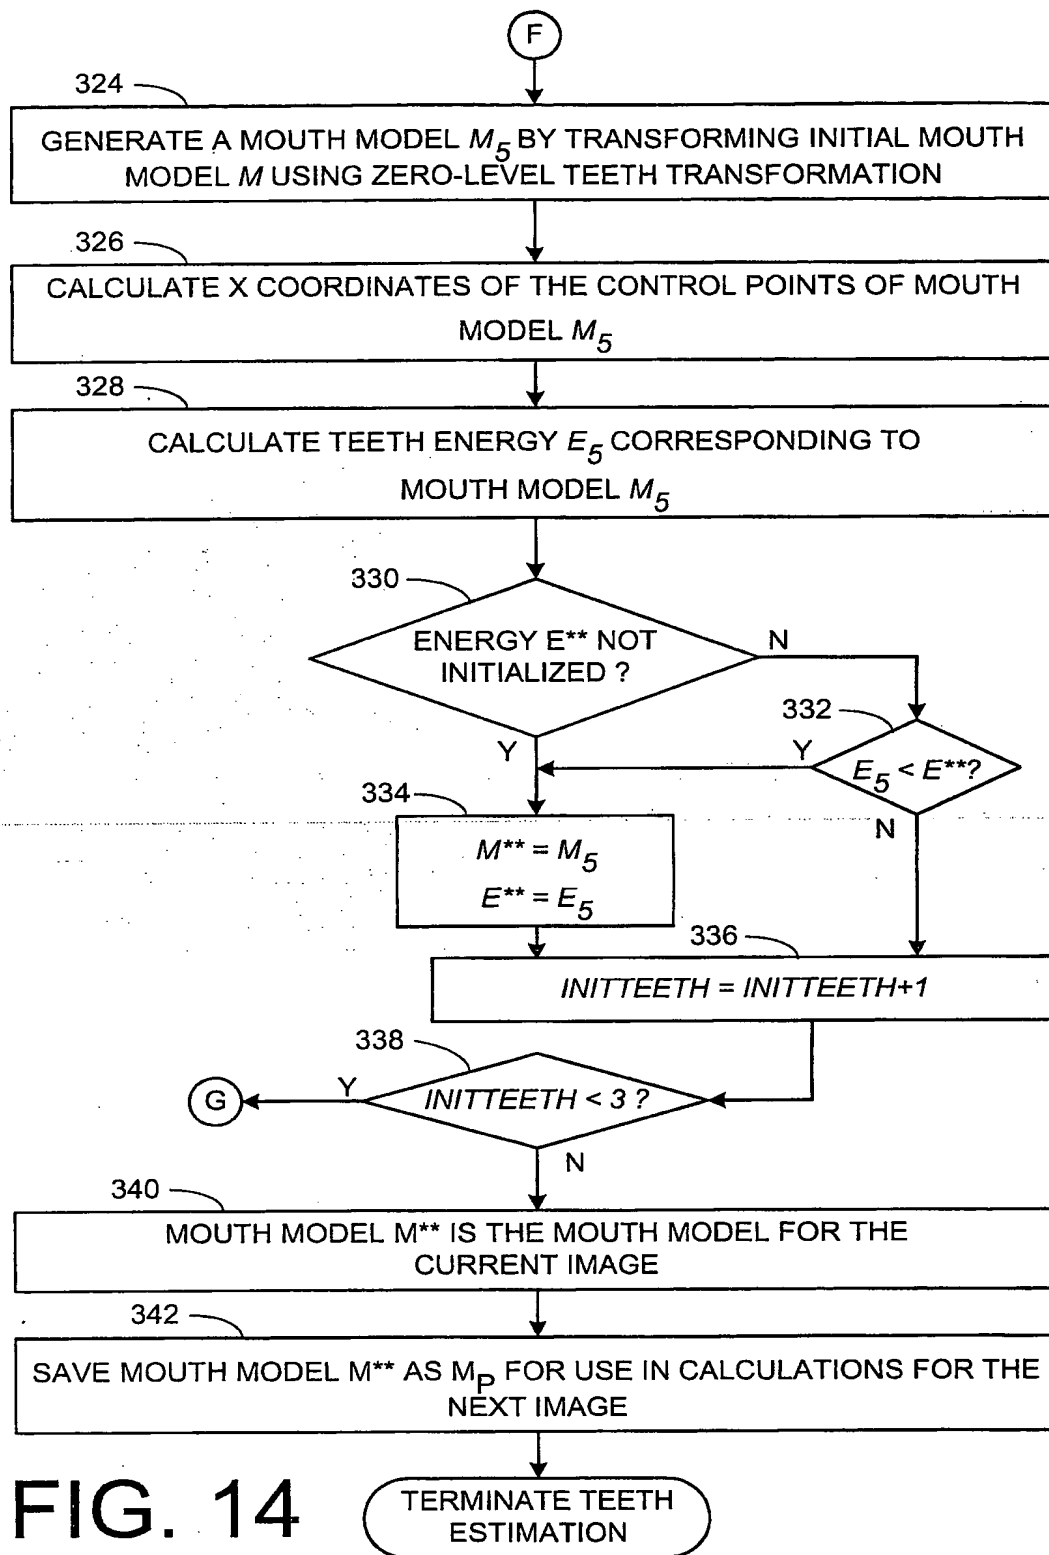 F
324
GENERATE A MOUTH MODEL M5 BY TRANSFORMING INITIAL MOUTH
MODEL M USING ZERO-LEVEL TEETH TRANSFORMATION
326
CALCULATE X COORDINATES OF THE CONTROL POINTS OF MOUTH
MODEL M5
328
CALCULATE TEETH ENERGY E5 CORRESPONDING TO
MOUTH MODEL M5
330
ENERGY E** NOT
INITIALIZED ?
N
332
Y
Y
E5 < E**?
334
N
M** = M5
E** = E5
336
INITTEETH = INITTEETH+1
338
Y
G
INITTEETH < 3 ?
N
340
MOUTH MODEL M** IS THE MOUTH MODEL FOR THE
CURRENT IMAGE
342
SAVE MOUTH MODEL M** AS MP FOR USE IN CALCULATIONS FOR THE
NEXT IMAGE
FIG. 14
TERMINATE TEETH
ESTIMATION